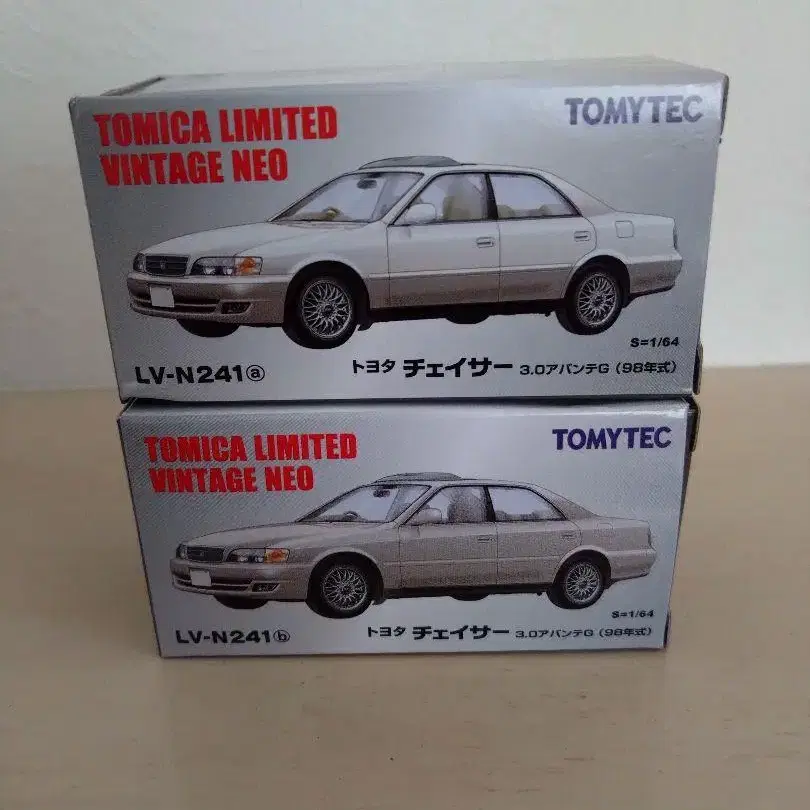 TOMICA LIMITED
VINTAGE NEO
TOMYTEC
S=1/64
LV-N241ⓐ
トヨタ チェイサー 3.0アバンテG (98年式)
TOMICA LIMITED
VINTAGE NEO
TOMYTEC
S=1/64
LV-N241ⓑ
トヨタ チェイサー 3.0アバンテG (98年式)